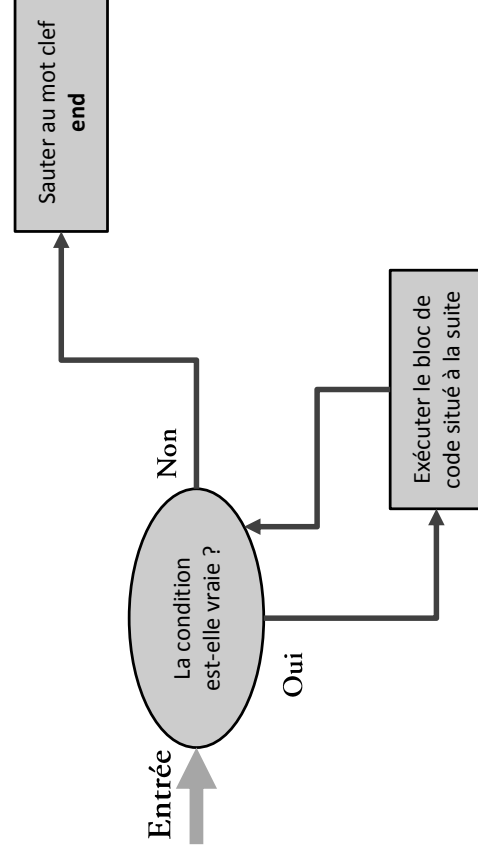 Entrée
La condition
est-elle vraie ?
Non
Sauter au mot clef
end
Oui
Exécuter le bloc de
code situé à la suite